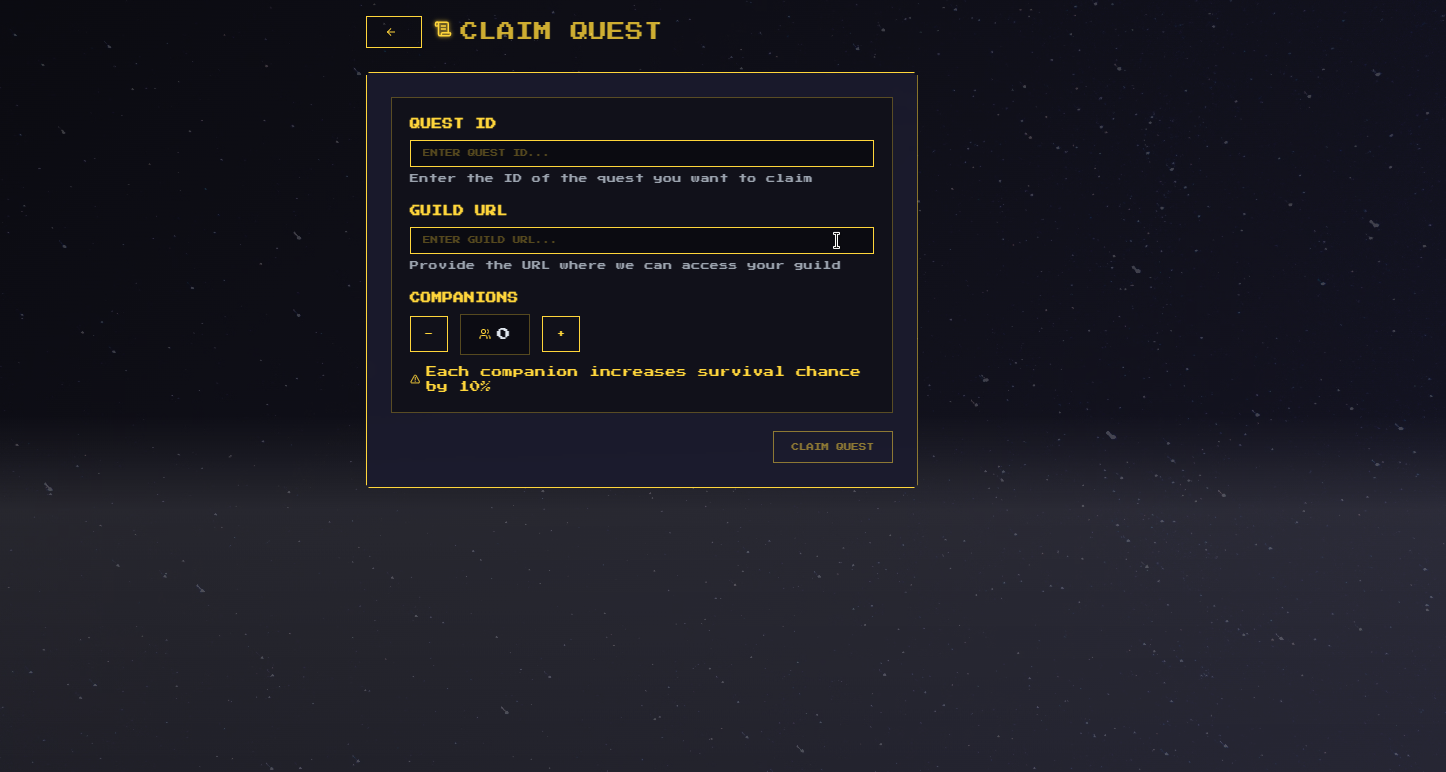 CLAIM QUEST
QUEST ID
ENTER QUEST ID...
Enter the ID of the quest you want to claim
GUILD URL
ENTER GUILD URL...
Provide the URL where we can access your guild
COMPANIONS
- 0 +
Each companion increases survival chance
by 10%
CLAIM QUEST